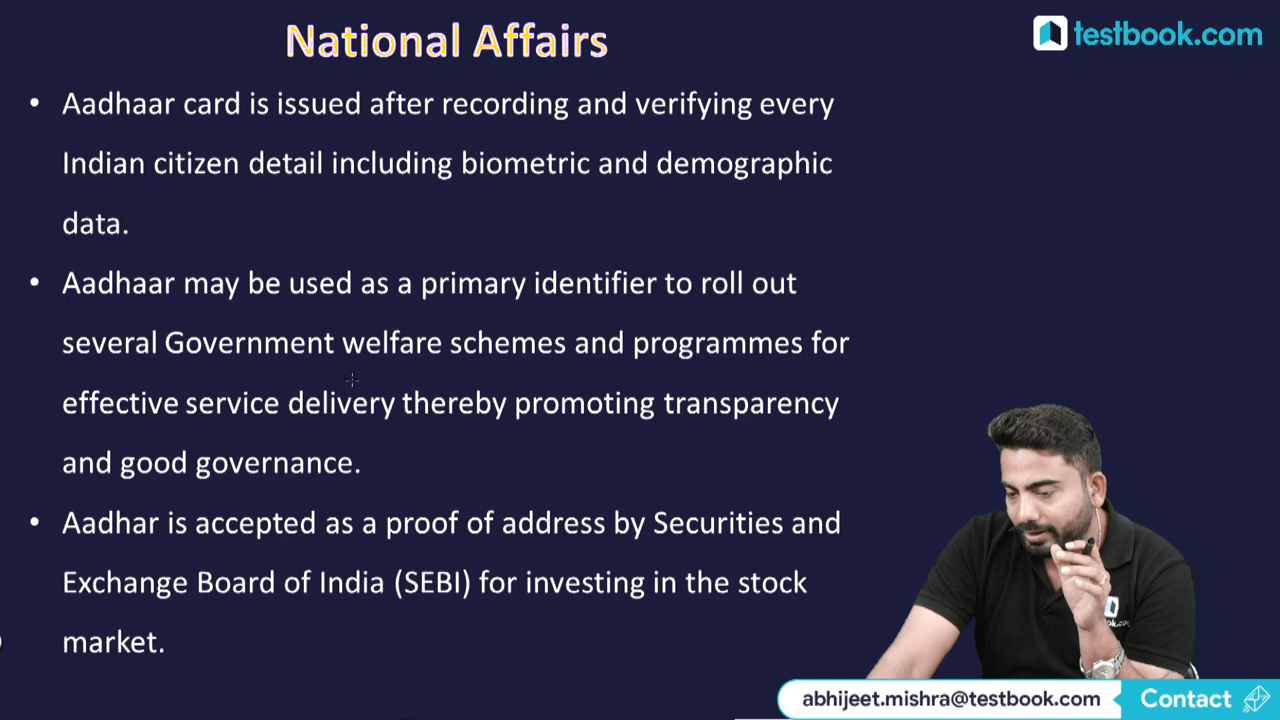 National Affairs
testbook.com
• Aadhaar card is issued after recording and verifying every
Indian citizen detail including biometric and demographic
data.
• Aadhaar may be used as a primary identifier to roll out
several Government welfare schemes and programmes for
effective service delivery thereby promoting transparency
and good governance.
• Aadhar is accepted as a proof of address by Securities and
Exchange Board of India (SEBI) for investing in the stock
market.
abhijeet.mishra@testbook.com
Contact